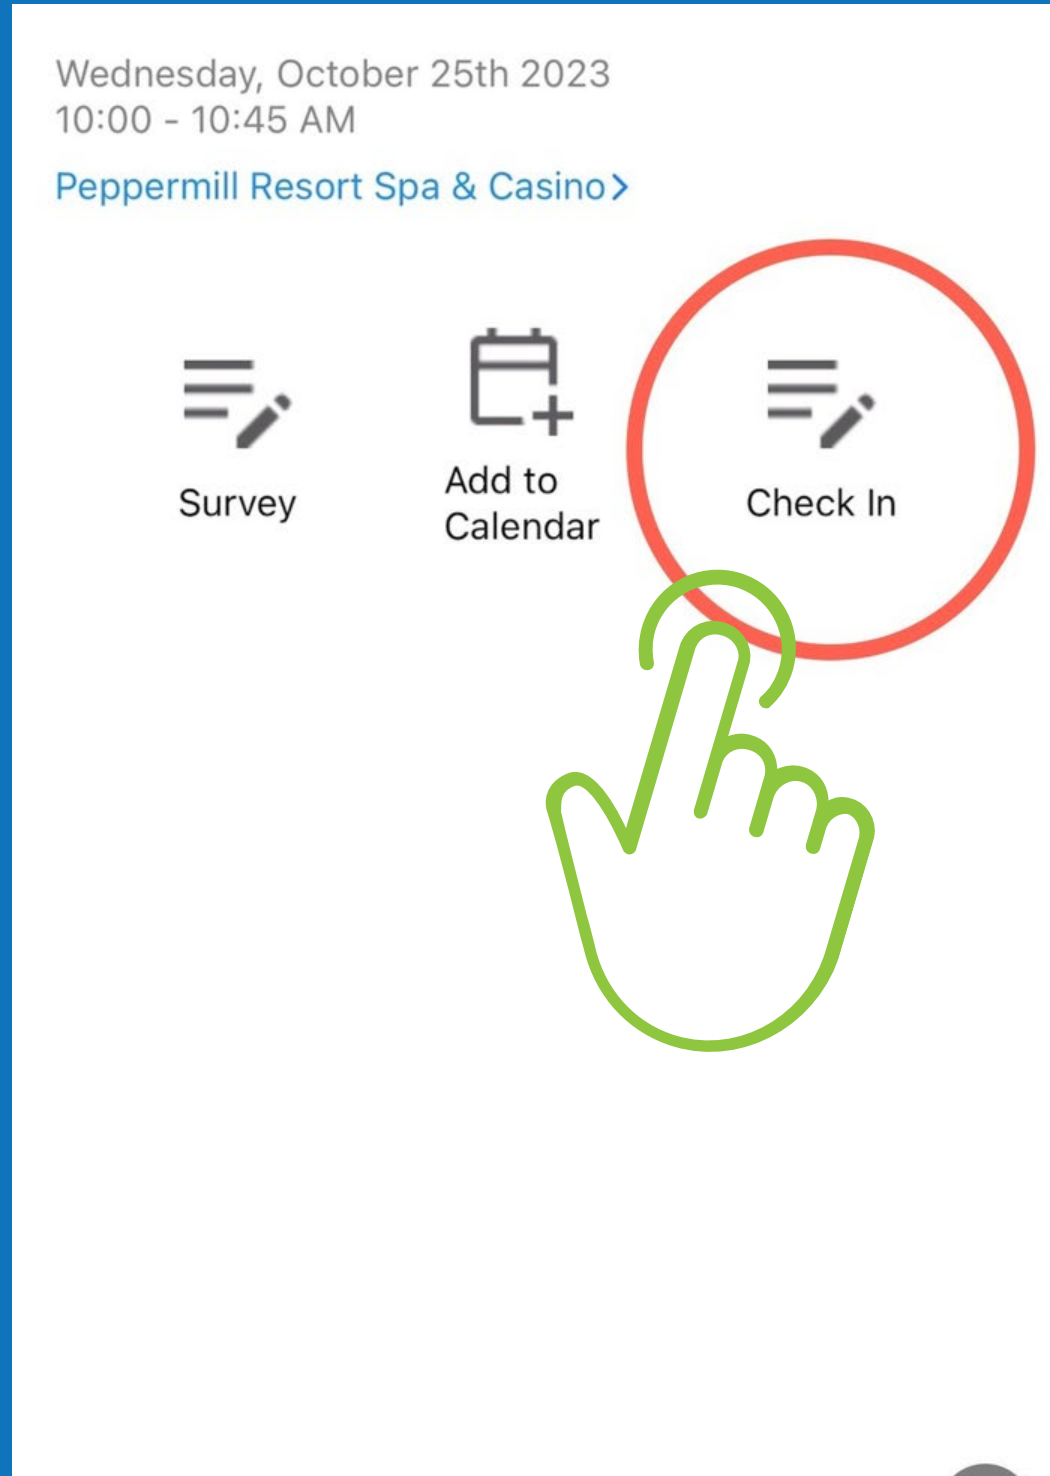 Wednesday, October 25th 2023
10:00 - 10:45 AM
Peppermill Resort Spa & Casino
Survey
Add to
Calendar
Check In